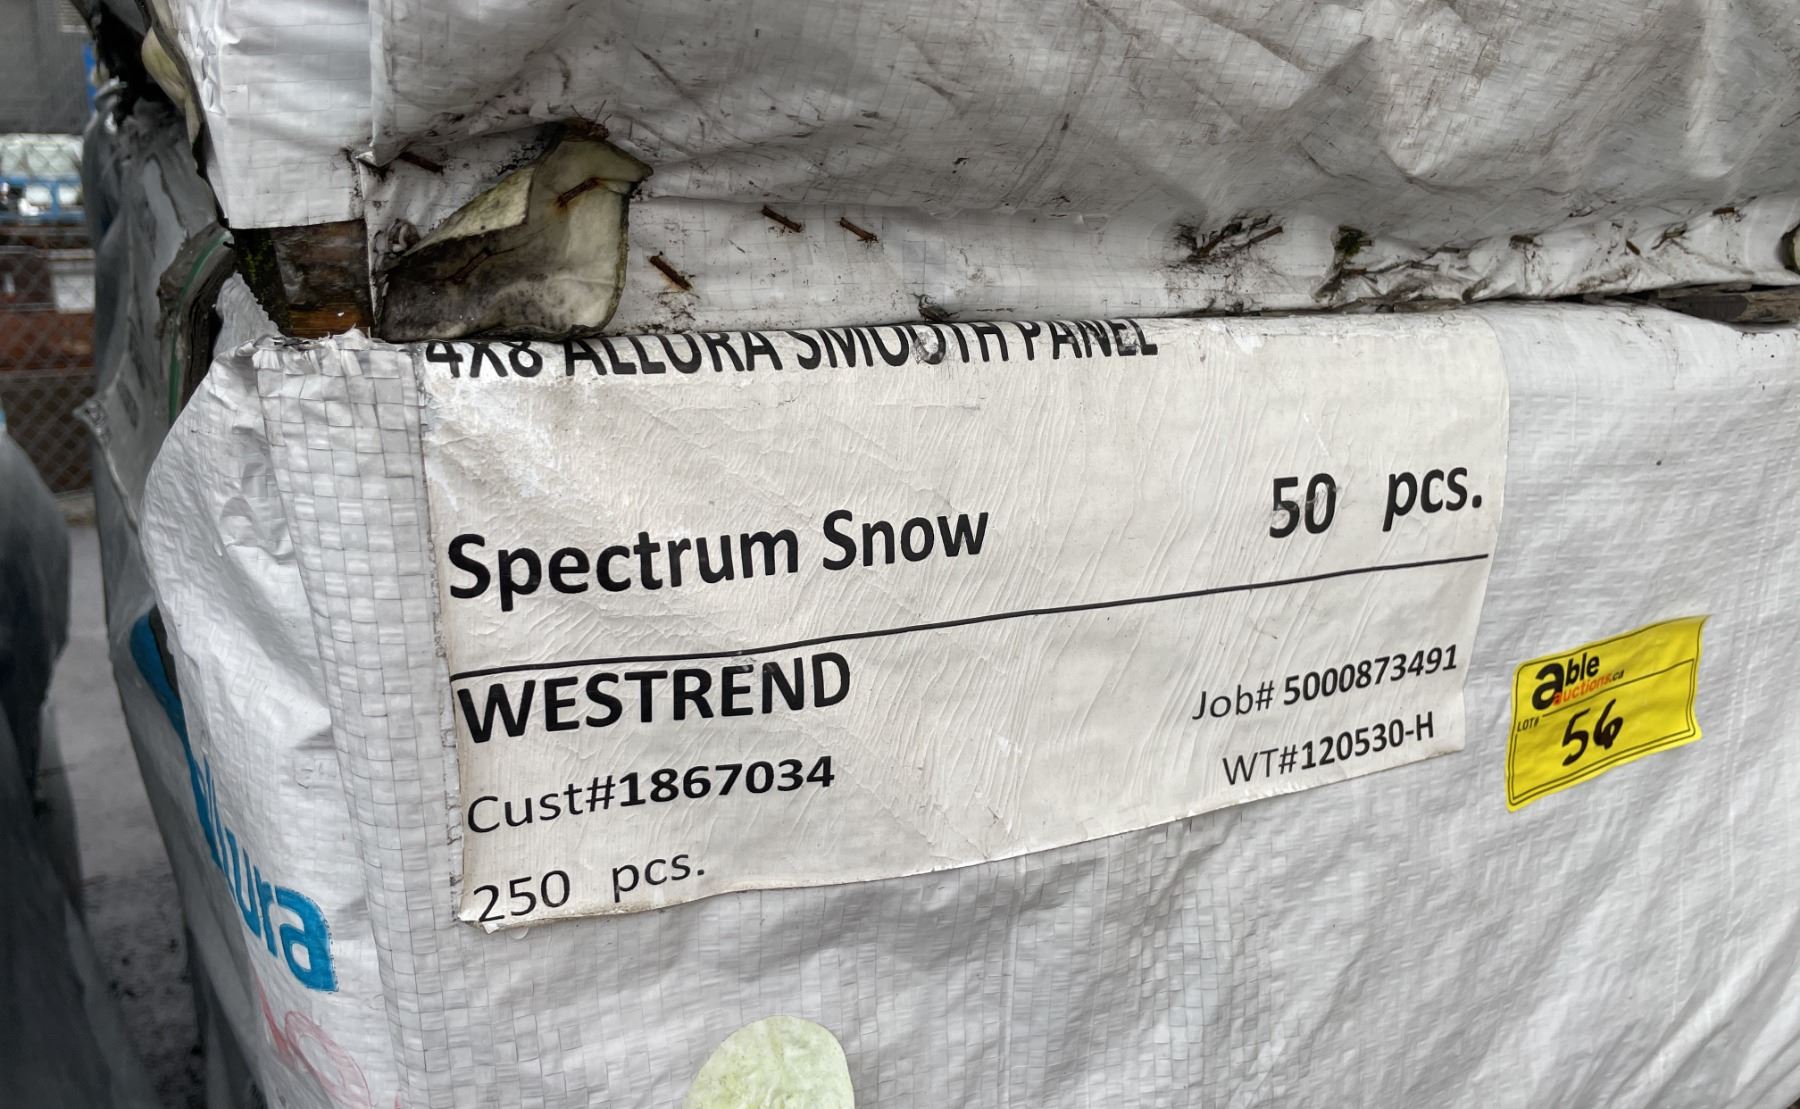 4X8 ALLURA SMOOTH PANEL
Spectrum Snow 50 pcs.
WESTREND
Job# 5000873491
Cust#1867034
WT#120530-H
250 pcs.
able
auctions.ca
LOT#
56
allura